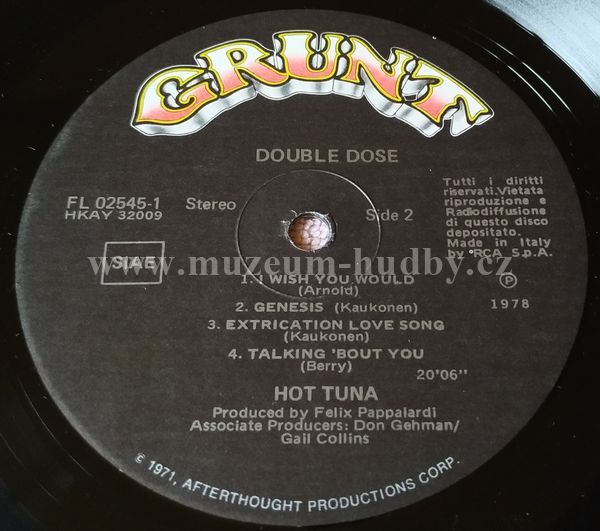 GRUNT
DOUBLE DOSE
FL 02545-1 Stereo
HKAY 32009
Side 2
Tutti i diritti
riservati. Vietata
riproduzione e
Radiodiffusione
di questo disco
depositato.
Made in Italy
by RCA S.p.A.
SIAE
www.muzeum-hudby.cz
P
1978
1. I WISH YOU WOULD
(Arnold)
2. GENESIS (Kaukonen)
3. EXTRICATION LOVE SONG
(Kaukonen)
4. TALKING 'BOUT YOU
(Berry)
20'06"
HOT TUNA
Produced by Felix Pappalardi
Associate Producers: Don Gehman/
Gail Collins
© 1971, AFTERTHOUGHT PRODUCTIONS CORP.